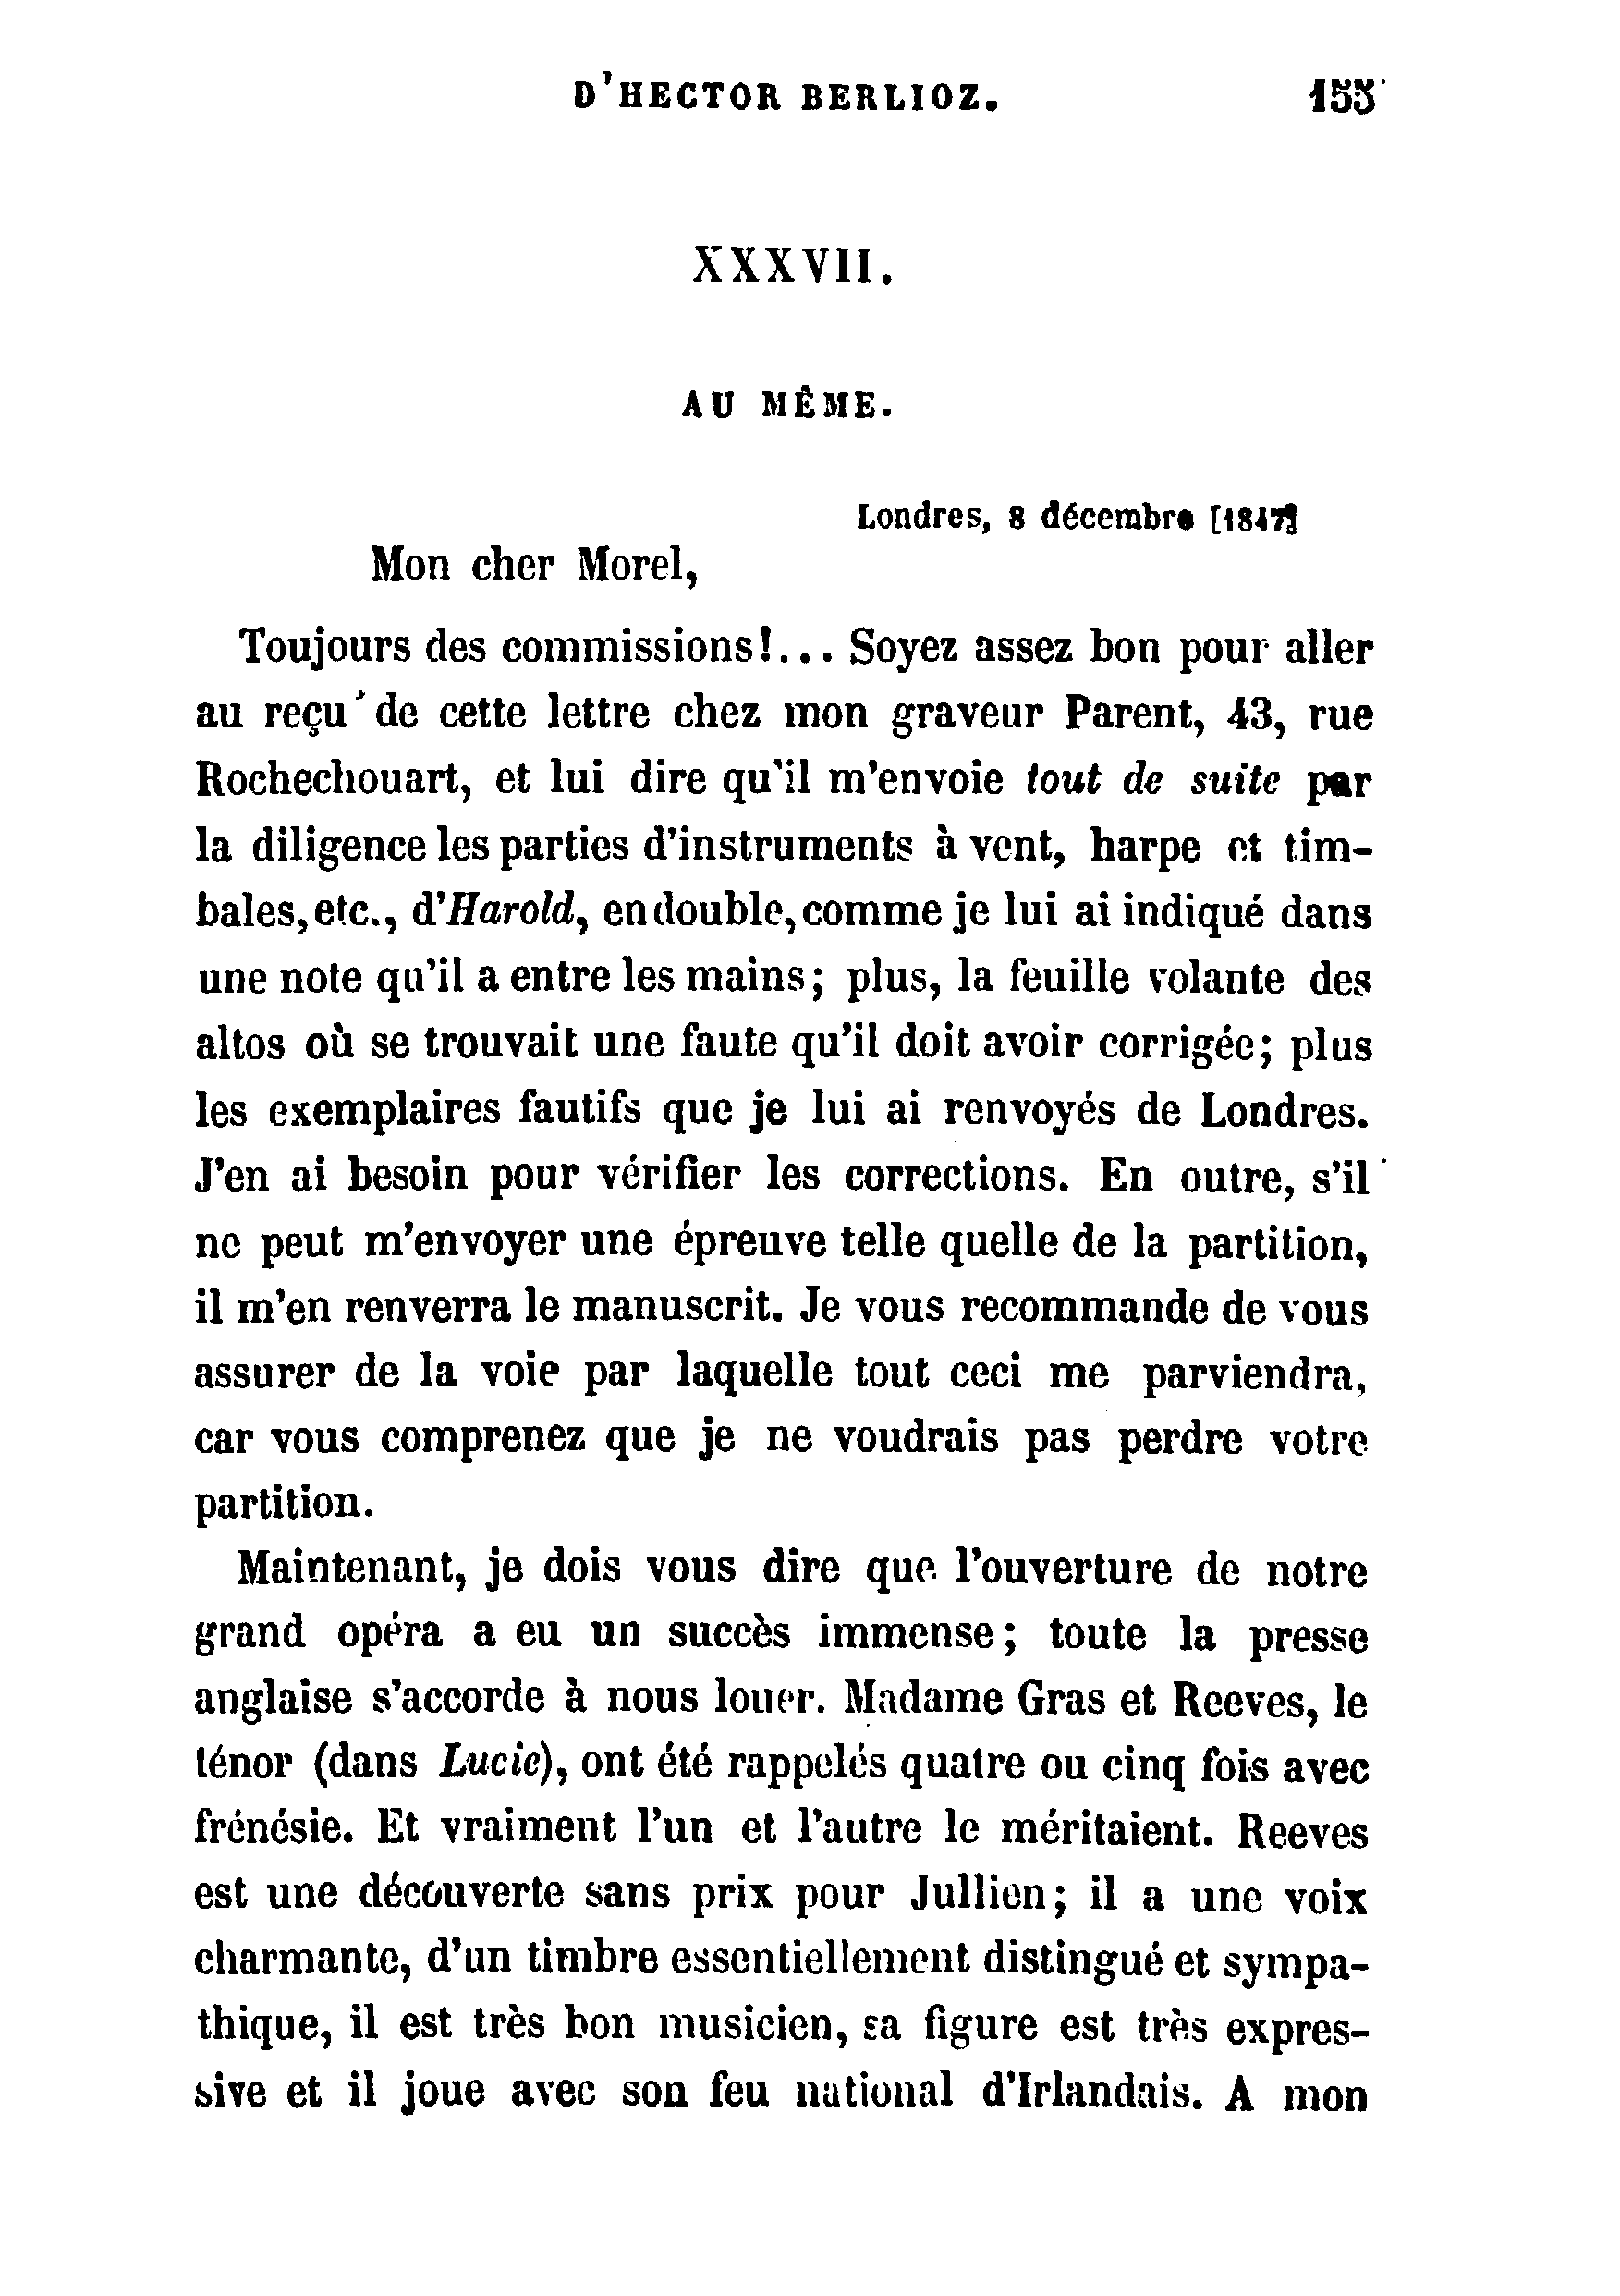 D'HECTOR BERLIOZ. 155
XXXVII.
AU MÊME.
Londres, 8 décembre [1847]
Mon cher Morel,
Toujours des commissions!... Soyez assez bon pour aller
au reçu de cette lettre chez mon graveur Parent, 43, rue
Rochechouart, et lui dire qu'il m'envoie tout de suite par
la diligence les parties d'instruments à vent, harpe et tim-
bales, etc., d'Harold, en double, comme je lui ai indiqué dans
une note qu'il a entre les mains; plus, la feuille volante des
altos où se trouvait une faute qu'il doit avoir corrigée; plus
les exemplaires fautifs que je lui ai renvoyés de Londres.
J'en ai besoin pour vérifier les corrections. En outre, s'il
ne peut m'envoyer une épreuve telle quelle de la partition,
il m'en renverra le manuscrit. Je vous recommande de vous
assurer de la voie par laquelle tout ceci me parviendra,
car vous comprenez que je ne voudrais pas perdre votre
partition.
Maintenant, je dois vous dire que l'ouverture de notre
grand opéra a eu un succès immense; toute la presse
anglaise s'accorde à nous louer. Madame Gras et Reeves, le
ténor (dans Lucie), ont été rappelés quatre ou cinq fois avec
frénésie. Et vraiment l'un et l'autre le méritaient. Reeves
est une découverte sans prix pour Jullien; il a une voix
charmante, d'un timbre essentiellement distingué et sympa-
thique, il est très bon musicien, sa figure est très expres-
sive et il joue avec son feu national d'Irlandais. A mon